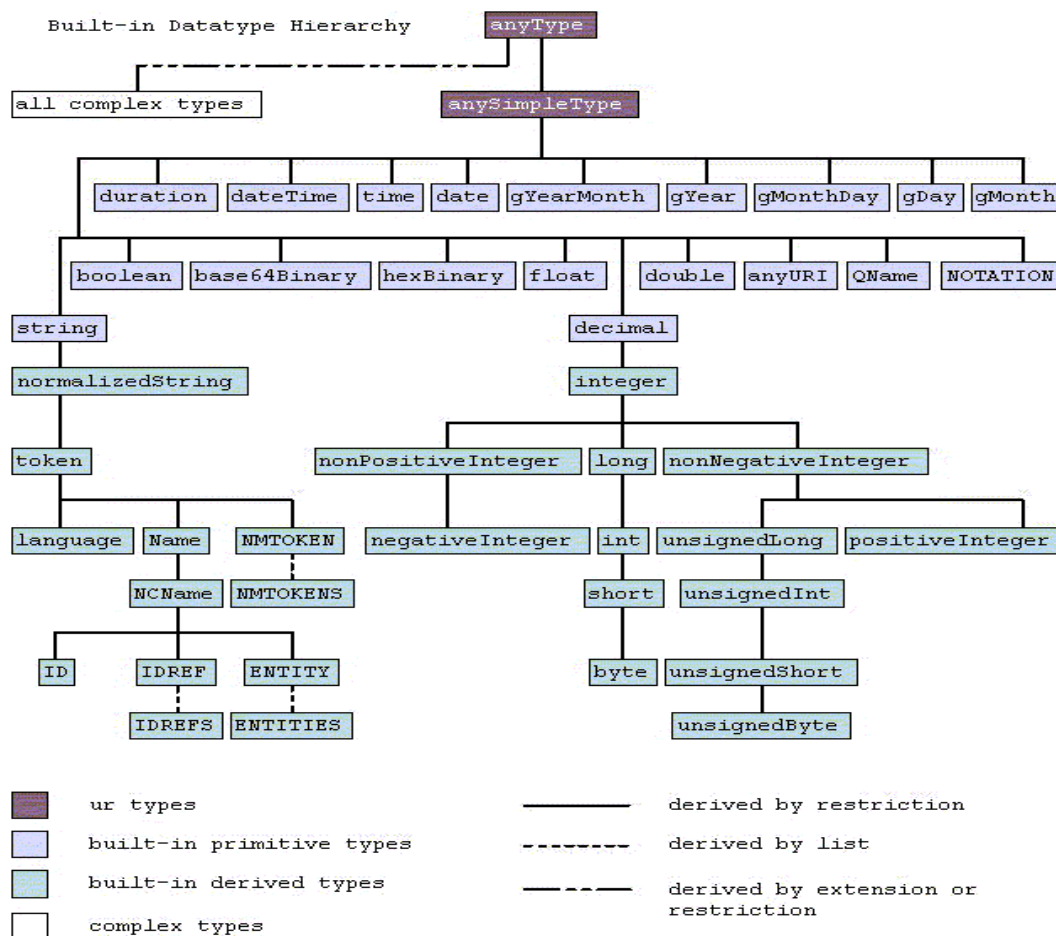 Built-in Datatype Hierarchy
anyType
all complex types
anySimpleType
duration dateTime time date gYearMonth gYear gMonthDay gDay gMonth
boolean base64Binary hexBinary float double anyURI QName NOTATION
string decimal
normalizedString integer
token nonPositiveInteger long nonNegativeInteger
language Name NMTOKEN negativeInteger int unsignedLong positiveInteger
NCName NMTOKENS short unsignedInt
ID IDREF ENTITY byte unsignedShort
IDREFS ENTITIES unsignedByte
ur types
built-in primitive types
built-in derived types
complex types
derived by restriction
derived by list
derived by extension or
restriction